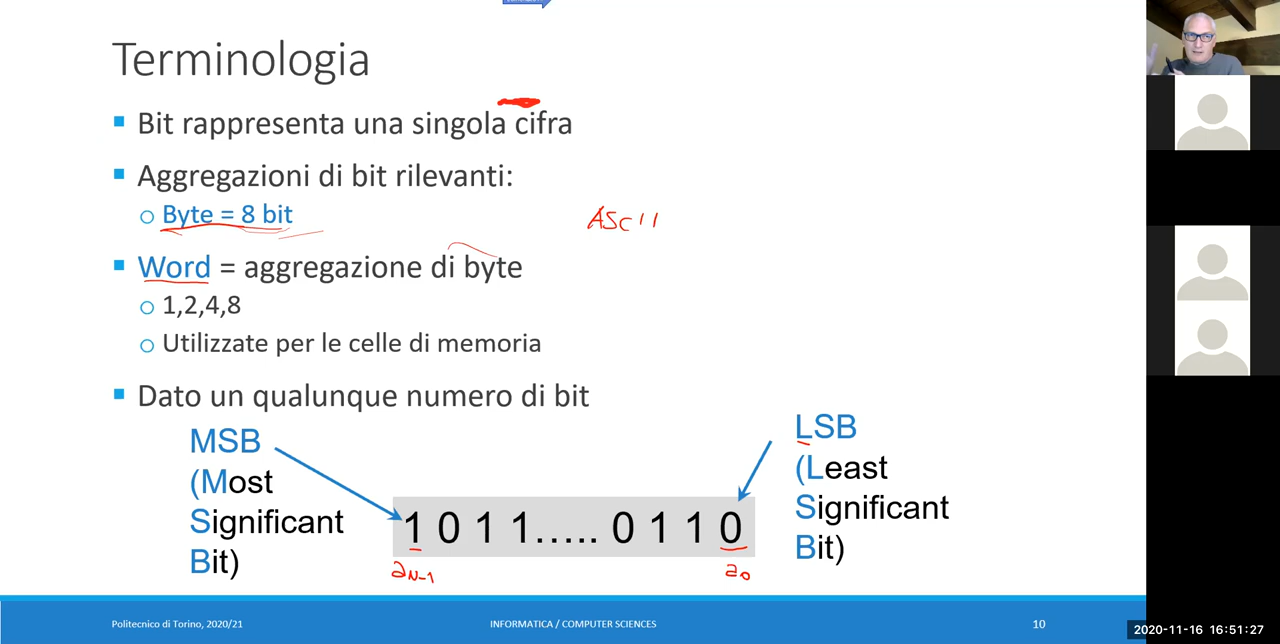 Terminologia
Bit rappresenta una singola cifra
Aggregazioni di bit rilevanti:
Byte = 8 bit
ASCII
Word = aggregazione di byte
1,2,4,8
Utilizzate per le celle di memoria
Dato un qualunque numero di bit
MSB
(Most
Significant
Bit)
LSB
(Least
Significant
Bit)
1 0 1 1..... 0 1 1 0
aN-1
a0
Politecnico di Torino, 2020/21
INFORMATICA / COMPUTER SCIENCES
10
2020-11-16 16:51:27